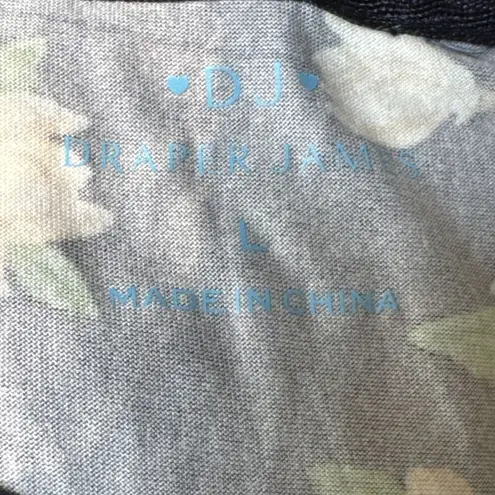 ♥DJ♥
DRAPER JAMES
L
MADE IN CHINA